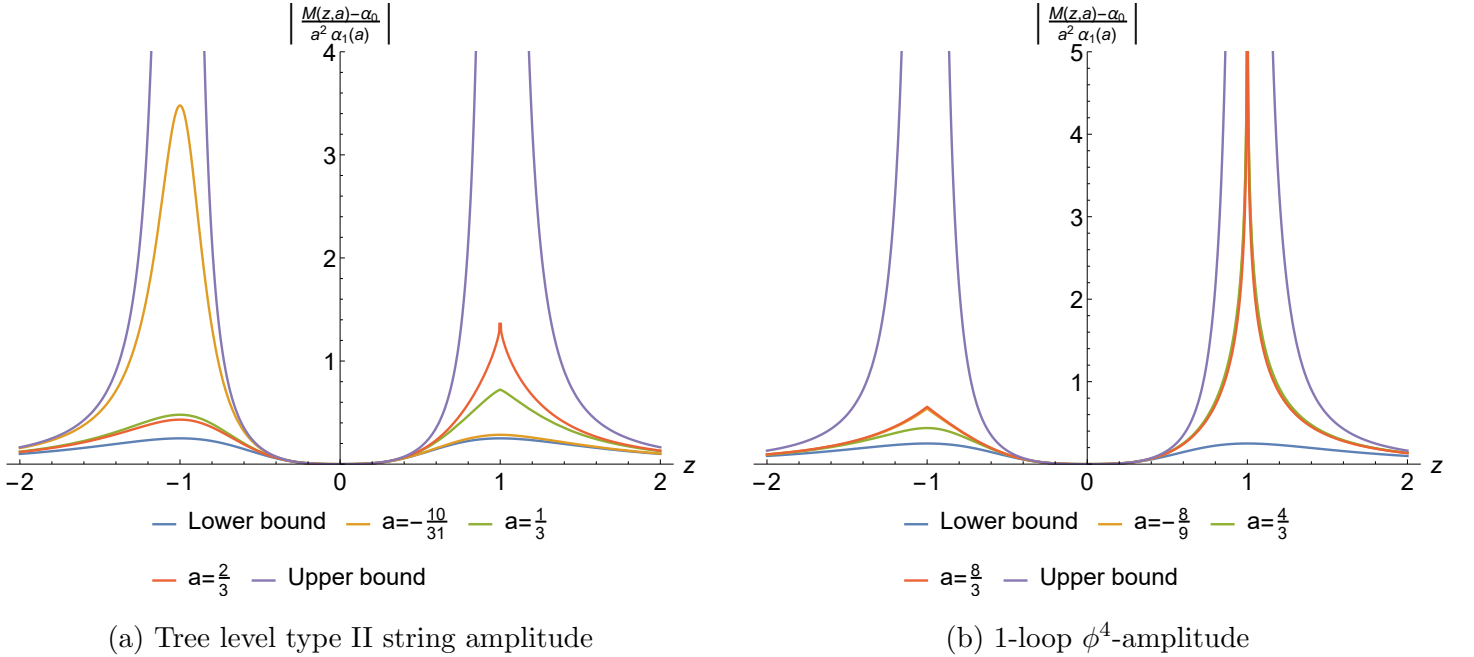 | M(z,a)−α₀ / a² α₁(a) |
4
3
2
1
−2 −1 0 1 2 z
Lower bound a=−10/31 a=1/3
a=2/3 Upper bound
(a) Tree level type II string amplitude
| M(z,a)−α₀ / a² α₁(a) |
5
4
3
2
1
−2 −1 0 1 2 z
Lower bound a=−8/9 a=4/3
a=8/3 Upper bound
(b) 1-loop ϕ⁴-amplitude